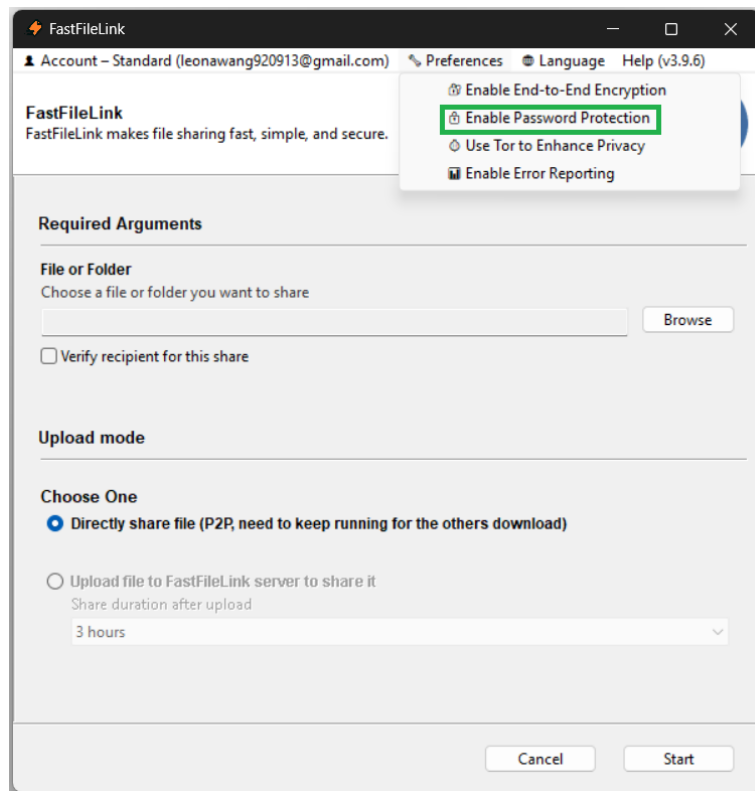 FastFileLink
Account – Standard (leonawang920913@gmail.com) Preferences Language Help (v3.9.6)
Enable End-to-End Encryption
Enable Password Protection
Use Tor to Enhance Privacy
Enable Error Reporting
FastFileLink
FastFileLink makes file sharing fast, simple, and secure.
Required Arguments
File or Folder
Choose a file or folder you want to share
Browse
Verify recipient for this share
Upload mode
Choose One
Directly share file (P2P, need to keep running for the others download)
Upload file to FastFileLink server to share it
Share duration after upload
3 hours
Cancel Start